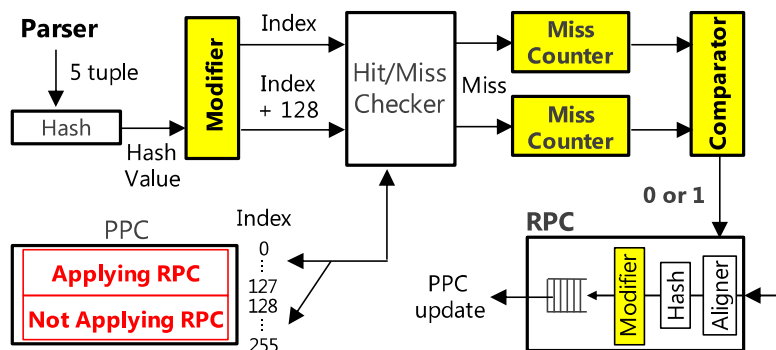 Parser
5 tuple
Hash
Hash
Value
Modifier
Index
Index
+ 128
Hit/Miss
Checker
Miss
Miss
Counter
Miss
Counter
Comparator
0 or 1
PPC
Applying RPC
Not Applying RPC
Index
0
127
128
255
RPC
PPC
update
Modifier
Hash
Aligner